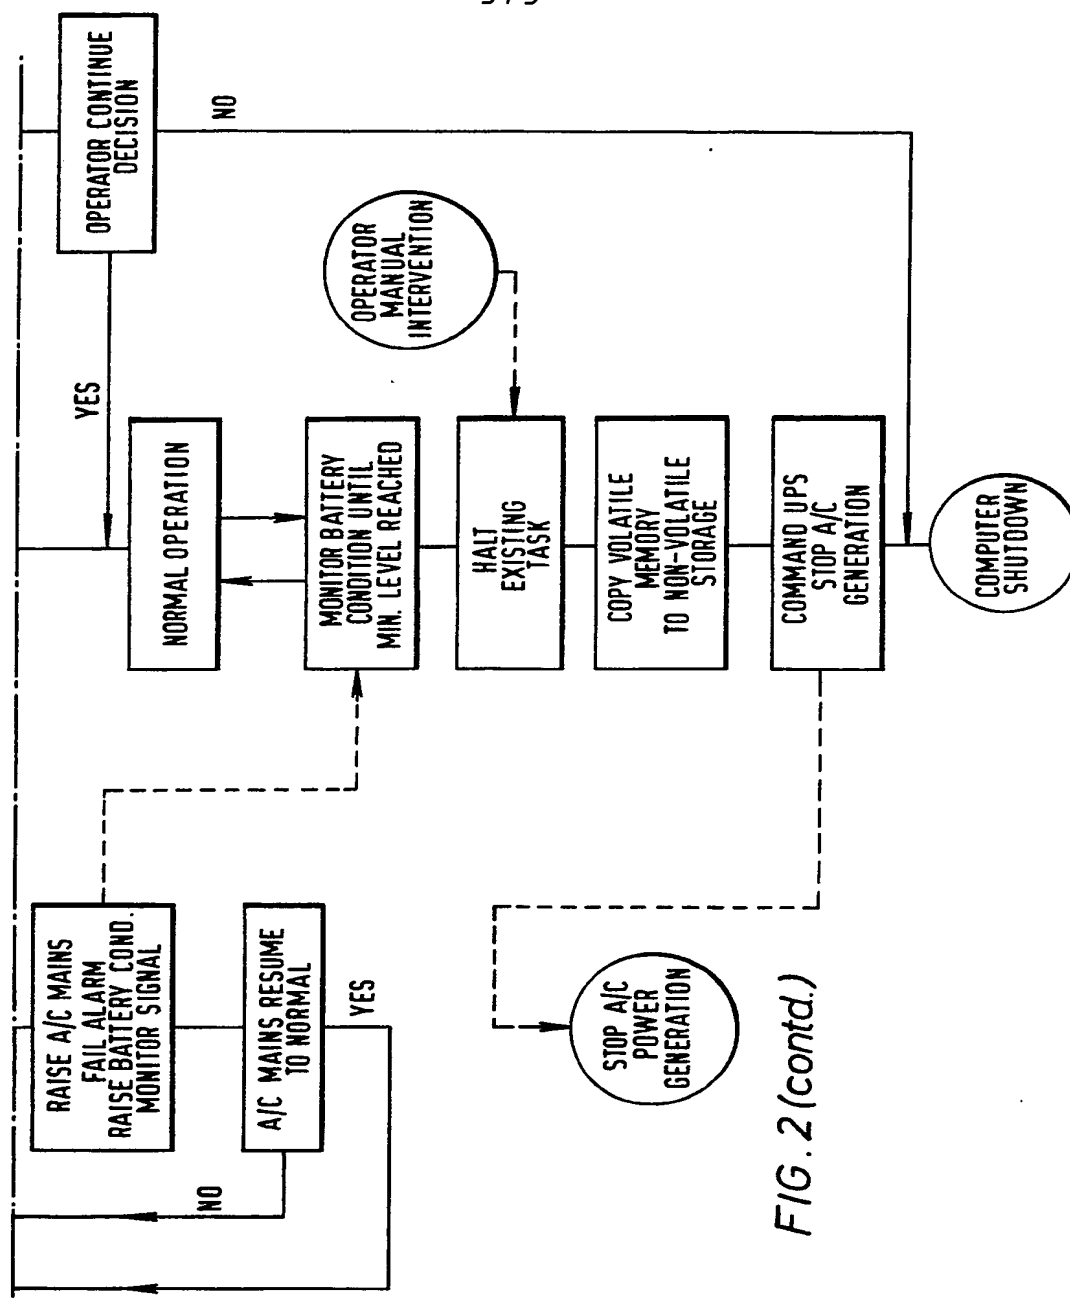 OPERATOR CONTINUE
DECISION
NO
YES
OPERATOR
MANUAL
INTERVENTION
NORMAL OPERATION
MONITOR BATTERY
CONDITION UNTIL
MIN. LEVEL REACHED
HALT
EXISTING
TASK
COPY VOLATILE
MEMORY
TO NON-VOLATILE
STORAGE
COMMAND UPS
STOP A/C
GENERATION
COMPUTER
SHUTDOWN
RAISE A/C MAINS
FAIL ALARM
RAISE BATTERY COND.
MONITOR SIGNAL
A/C MAINS RESUME
TO NORMAL
YES
NO
STOP A/C
POWER
GENERATION
FIG. 2 (contd.)